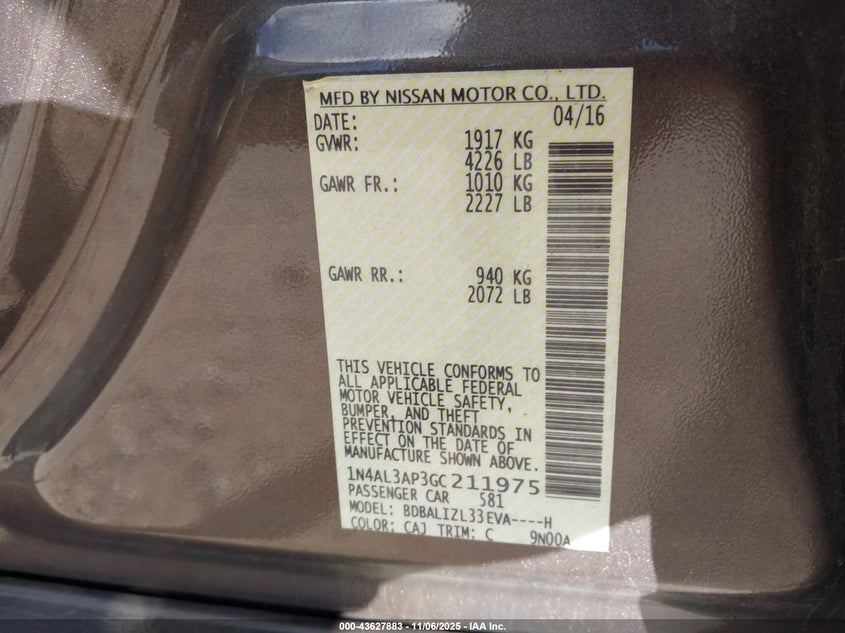 MFD BY NISSAN MOTOR CO., LTD.
DATE: 04/16
GVWR: 1917 KG
4226 LB
GAWR FR.: 1010 KG
2227 LB
GAWR RR.: 940 KG
2072 LB
THIS VEHICLE CONFORMS TO
ALL APPLICABLE FEDERAL
MOTOR VEHICLE SAFETY,
BUMPER, AND THEFT
PREVENTION STANDARDS IN
EFFECT ON THE DATE OF
MANUFACTURE SHOWN ABOVE.
1N4AL3AP3GC211975
PASSENGER CAR 581
MODEL: BDBALIZL33EVA----H
COLOR: CAJ TRIM: C 9N00A
000-43627883 - 11/06/2025 - IAA Inc.